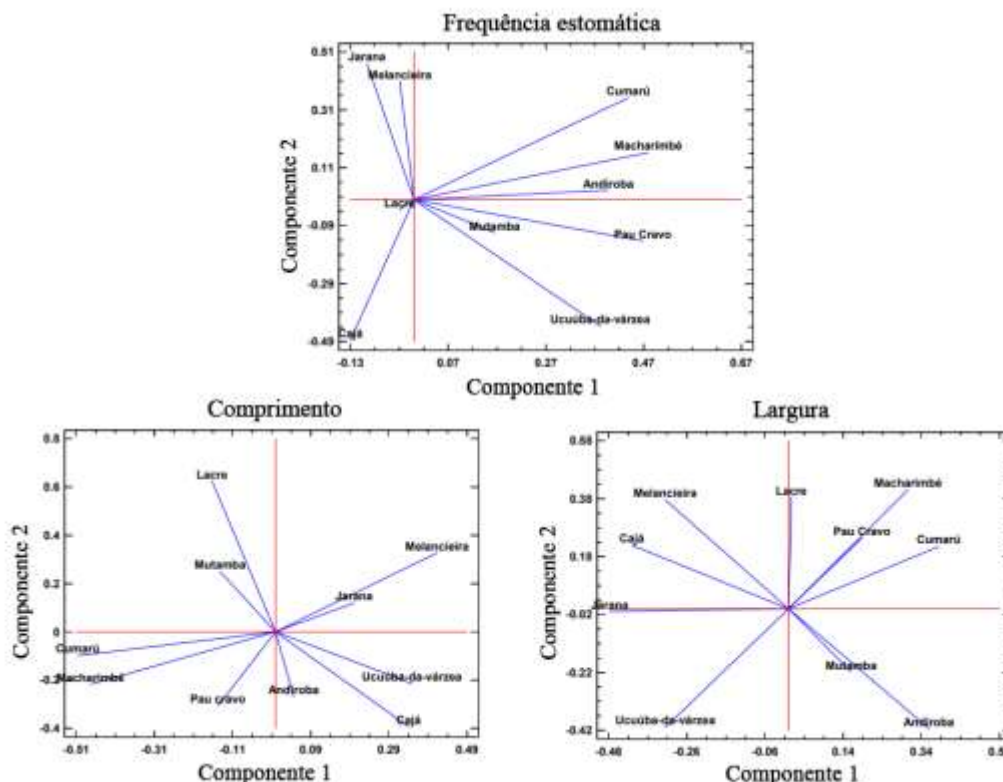 Frequência estomática
0.51
Jarana
Melancieira
Cumarú
0.31
Macharimbé
0.11
Andiroba
Lacre
-0.09
Mutamba
Pau Cravo
-0.29
Ucuúba-da-várzea
Cajá
-0.49
-0.13 0.07 0.27 0.47 0.67
Componente 2
Componente 1
Comprimento
0.8
Lacre
0.6
0.4
Melancieira
Mutamba
0.2
Jarana
0
Cumarú
Macharimbé
-0.2
Ucuúba-da-várzea
Andiroba
Pau cravo
Cajá
-0.4
-0.51 -0.31 -0.11 0.09 0.29 0.49
Componente 2
Componente 1
Largura
0.58
Macharimbé
Lacre
Melancieira
0.38
Pau Cravo
Cajá
Cumarú
0.18
-0.02
Mutamba
-0.22
Ucuúba-da-várzea
Andiroba
-0.42
-0.46 -0.26 -0.06 0.14 0.34
Componente 2
Componente 1